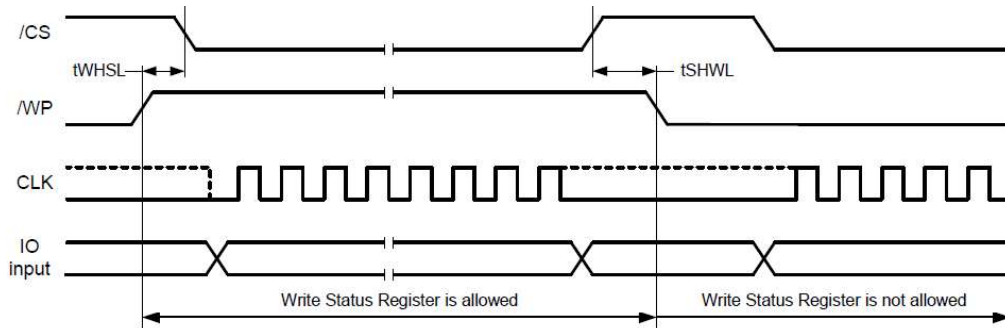 /CS
tWHSL
tSHWL
/WP
CLK
IO
input
Write Status Register is allowed
Write Status Register is not allowed